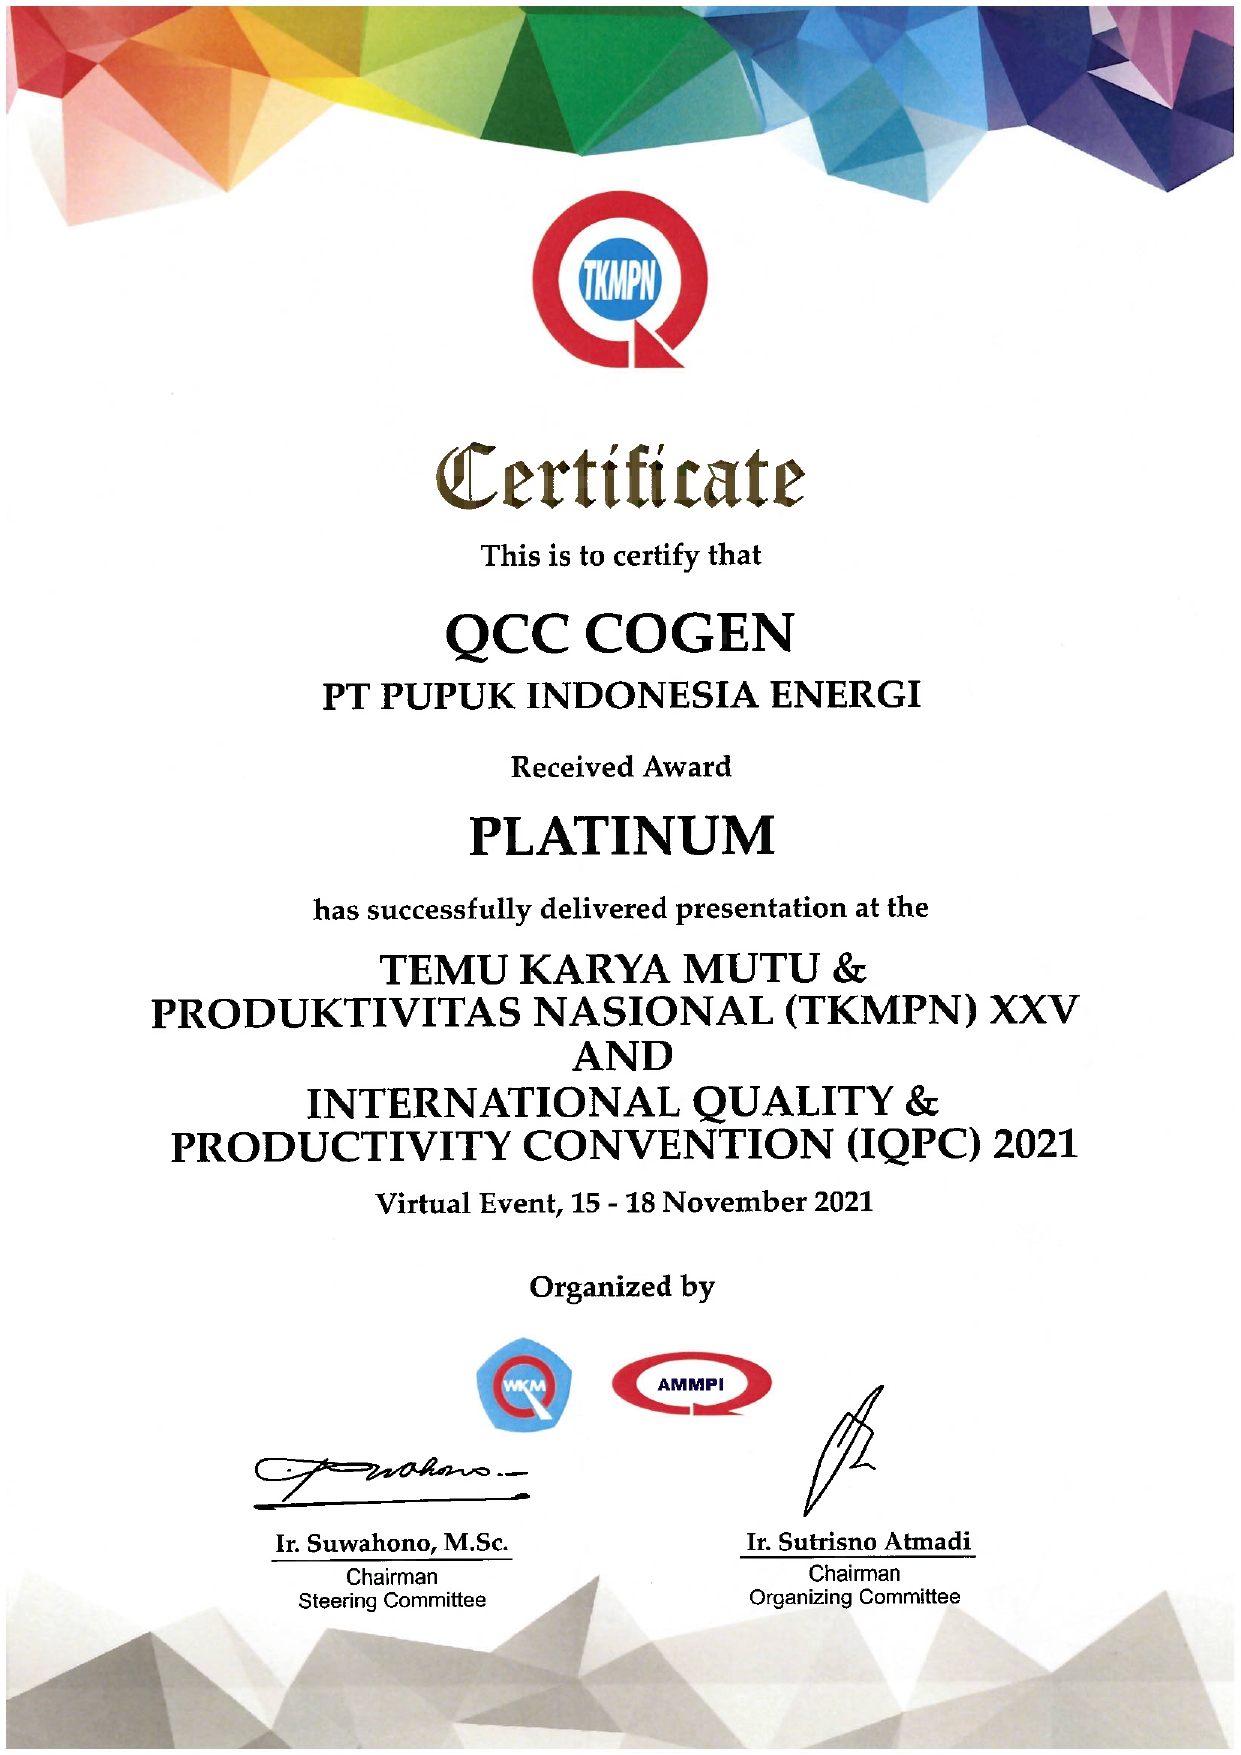 TKMPN
Certificate
This is to certify that
QCC COGEN
PT PUPUK INDONESIA ENERGI
Received Award
PLATINUM
has successfully delivered presentation at the
TEMU KARYA MUTU &
PRODUKTIVITAS NASIONAL (TKMPN) XXV
AND
INTERNATIONAL QUALITY &
PRODUCTIVITY CONVENTION (IQPC) 2021
Virtual Event, 15 - 18 November 2021
Organized by
WKM
AMMPI
Ir. Suwahono, M.Sc.
Chairman
Steering Committee
Ir. Sutrisno Atmadi
Chairman
Organizing Committee